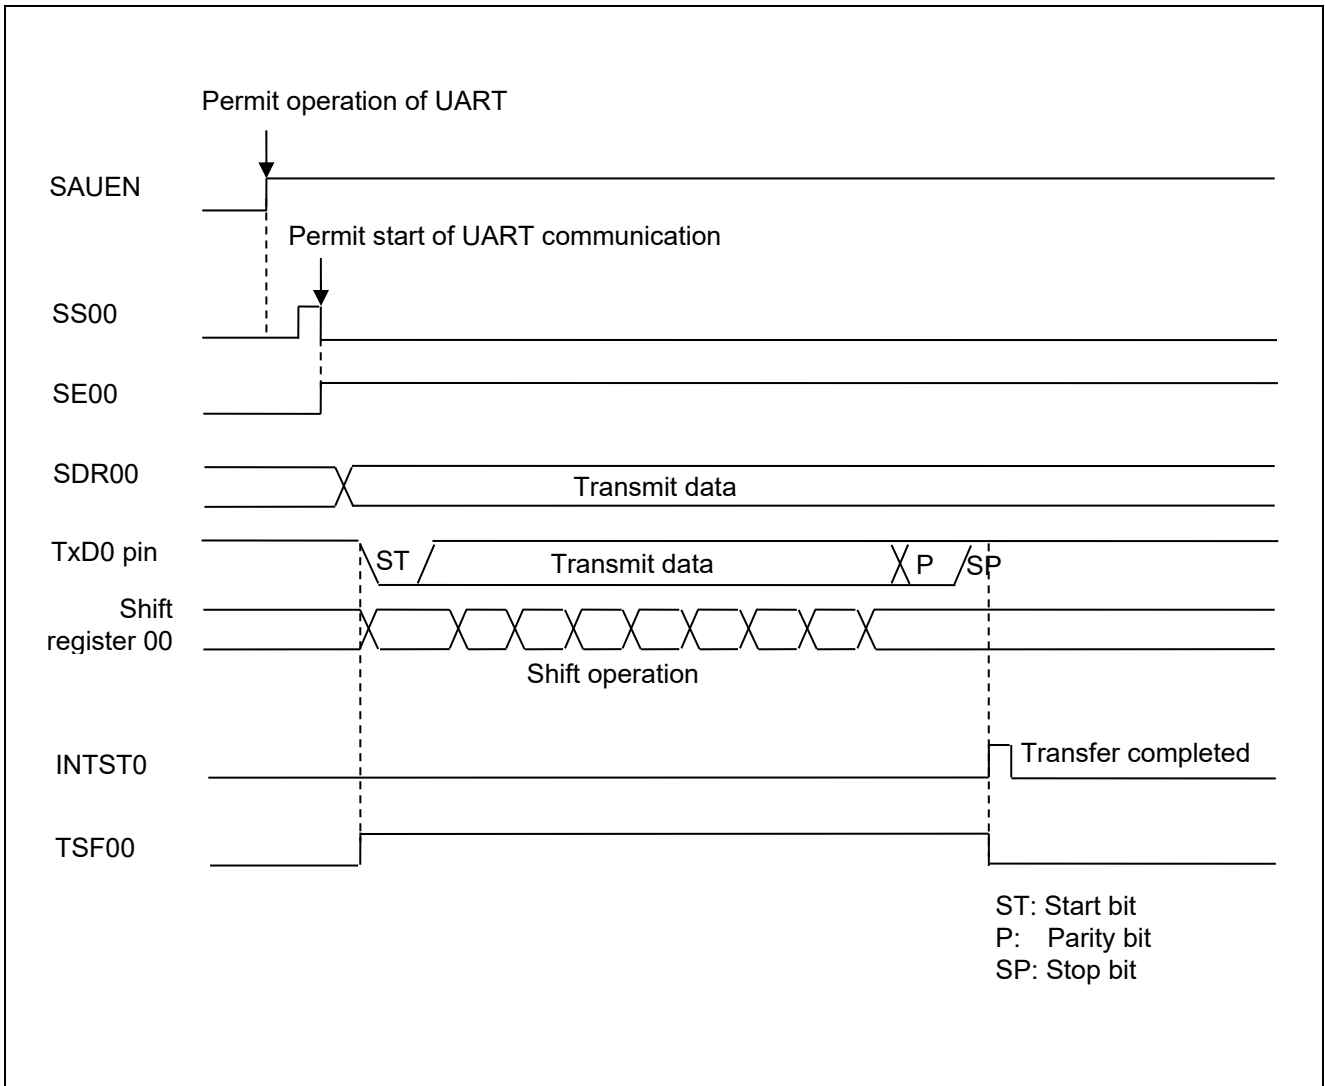 Permit operation of UART
SAUEN
Permit start of UART communication
SS00
SE00
SDR00
Transmit data
TxD0 pin
ST
Transmit data
P
SP
Shift
register 00
Shift operation
INTST0
Transfer completed
TSF00
ST: Start bit
P: Parity bit
SP: Stop bit